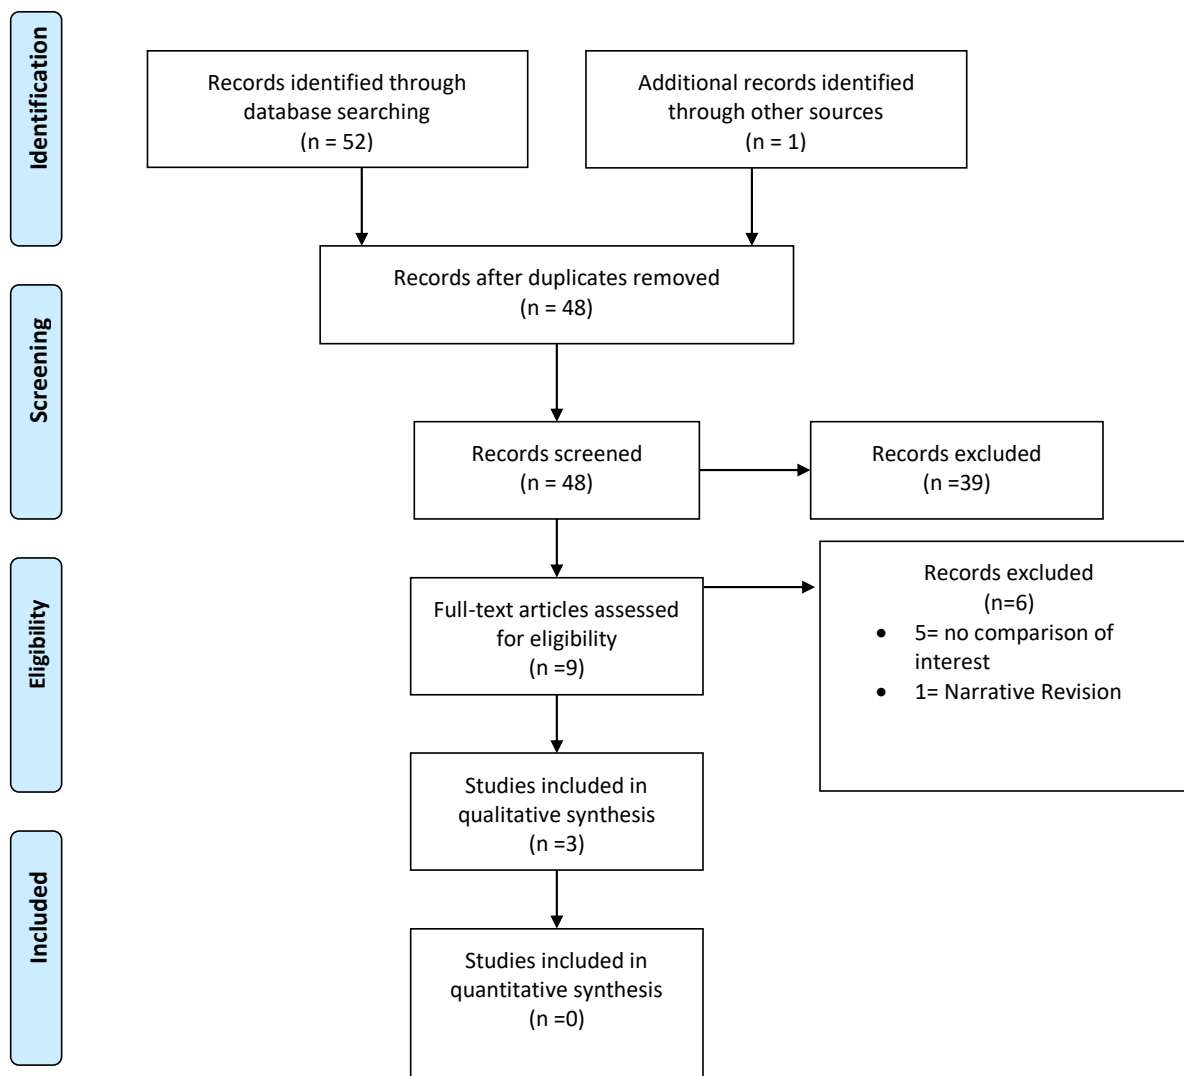 Identification
Records identified through
database searching
(n = 52)
Additional records identified
through other sources
(n = 1)
Records after duplicates removed
(n = 48)
Screening
Records screened
(n = 48)
Records excluded
(n =39)
Eligibility
Full-text articles assessed
for eligibility
(n =9)
Records excluded
(n=6)
• 5= no comparison of
interest
• 1= Narrative Revision
Studies included in
qualitative synthesis
(n =3)
Included
Studies included in
quantitative synthesis
(n =0)